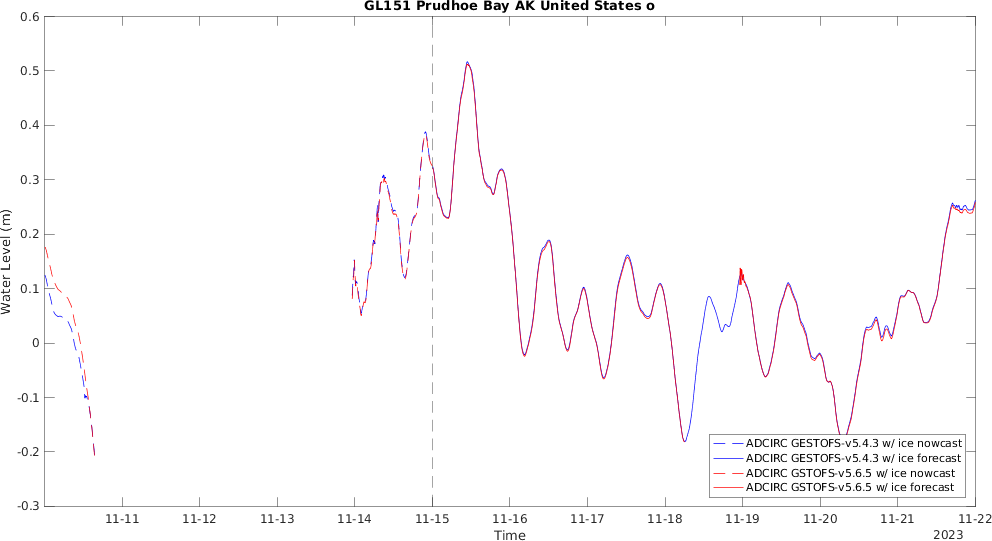 GL151 Prudhoe Bay AK United States o
0.6
0.5
0.4
0.3
0.2
0.1
0
-0.1
-0.2
-0.3
Water Level (m)
ADCIRC GESTOFS-v5.4.3 w/ ice nowcast
ADCIRC GESTOFS-v5.4.3 w/ ice forecast
ADCIRC GSTOFS-v5.6.5 w/ ice nowcast
ADCIRC GSTOFS-v5.6.5 w/ ice forecast
11-11 11-12 11-13 11-14 11-15 11-16 11-17 11-18 11-19 11-20 11-21 11-22
Time
2023